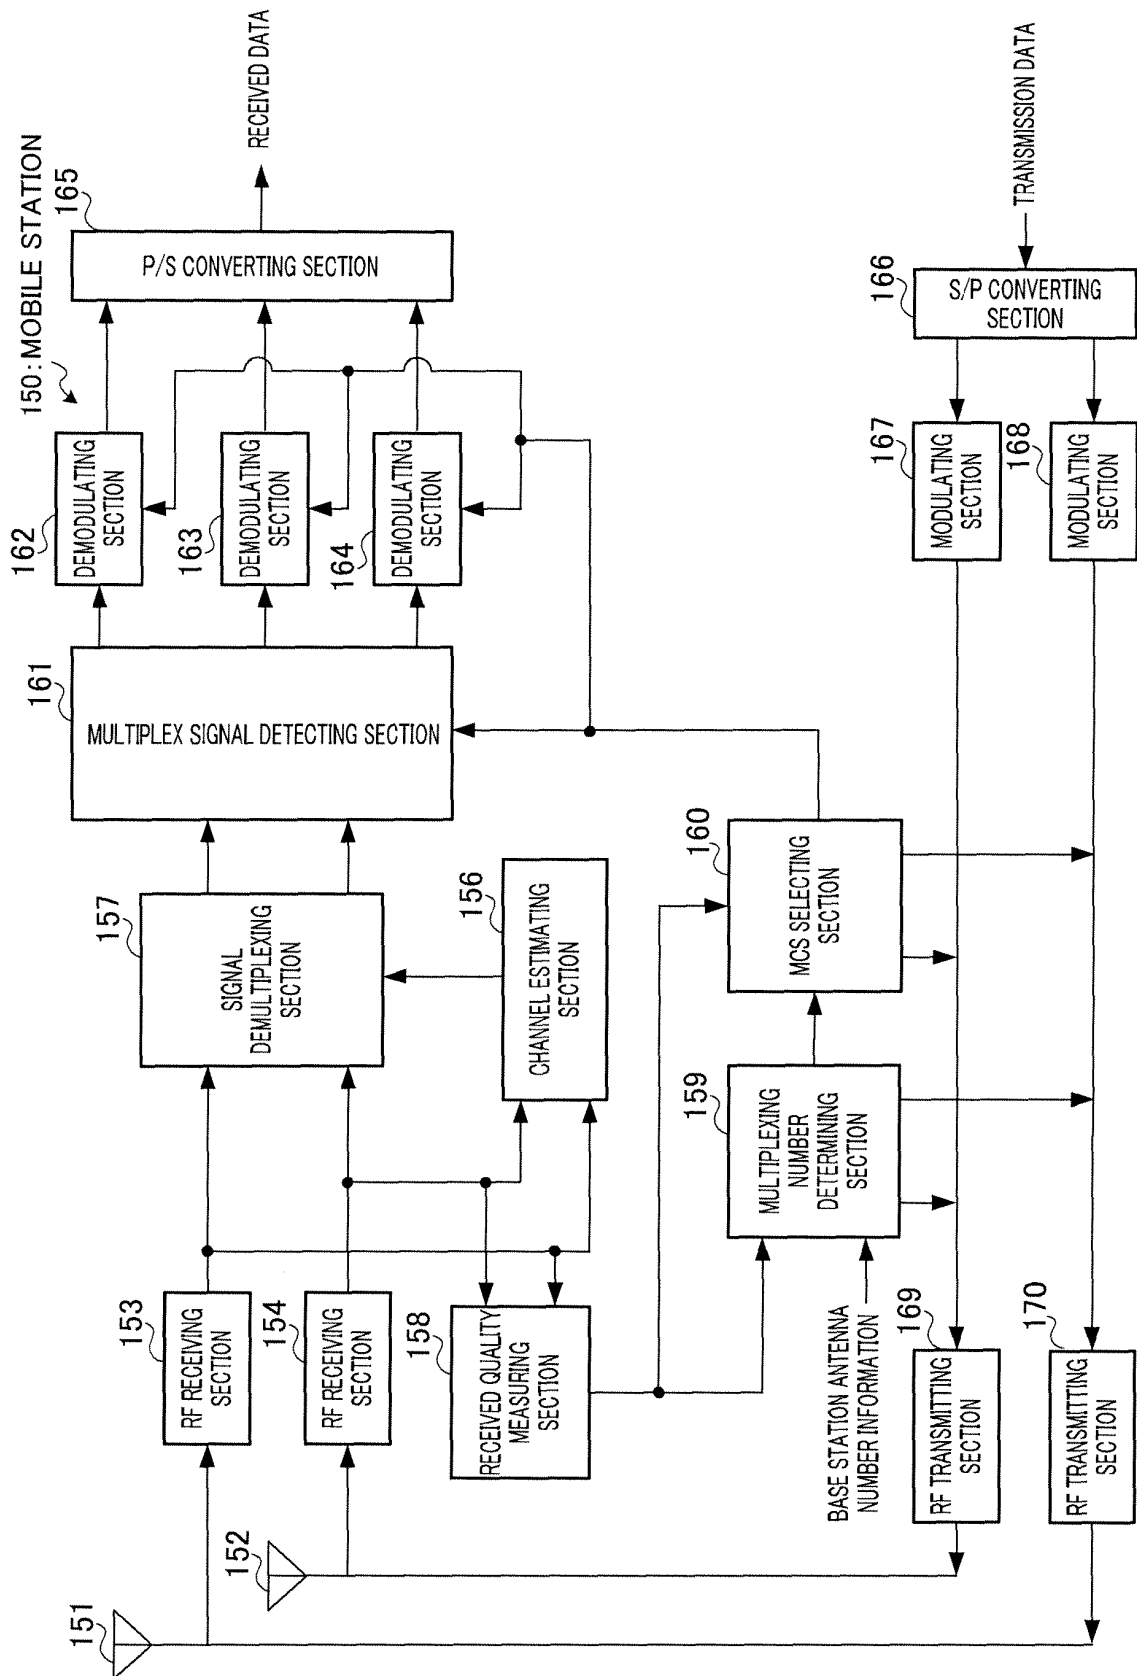 150: MOBILE STATION
151
152
153
RF RECEIVING
SECTION
154
RF RECEIVING
SECTION
158
RECEIVED QUALITY
MEASURING
SECTION
157
SIGNAL
DEMULTIPLEXING
SECTION
156
CHANNEL ESTIMATING
SECTION
161
MULTIPLEX SIGNAL DETECTING SECTION
162
DEMODULATING
SECTION
163
DEMODULATING
SECTION
164
DEMODULATING
SECTION
165
P/S CONVERTING SECTION
RECEIVED DATA
159
MULTIPLEXING
NUMBER
DETERMINING
SECTION
160
MCS SELECTING
SECTION
BASE STATION ANTENNA
NUMBER INFORMATION
169
RF TRANSMITTING
SECTION
170
RF TRANSMITTING
SECTION
167
MODULATING
SECTION
168
MODULATING
SECTION
166
S/P CONVERTING
SECTION
TRANSMISSION DATA